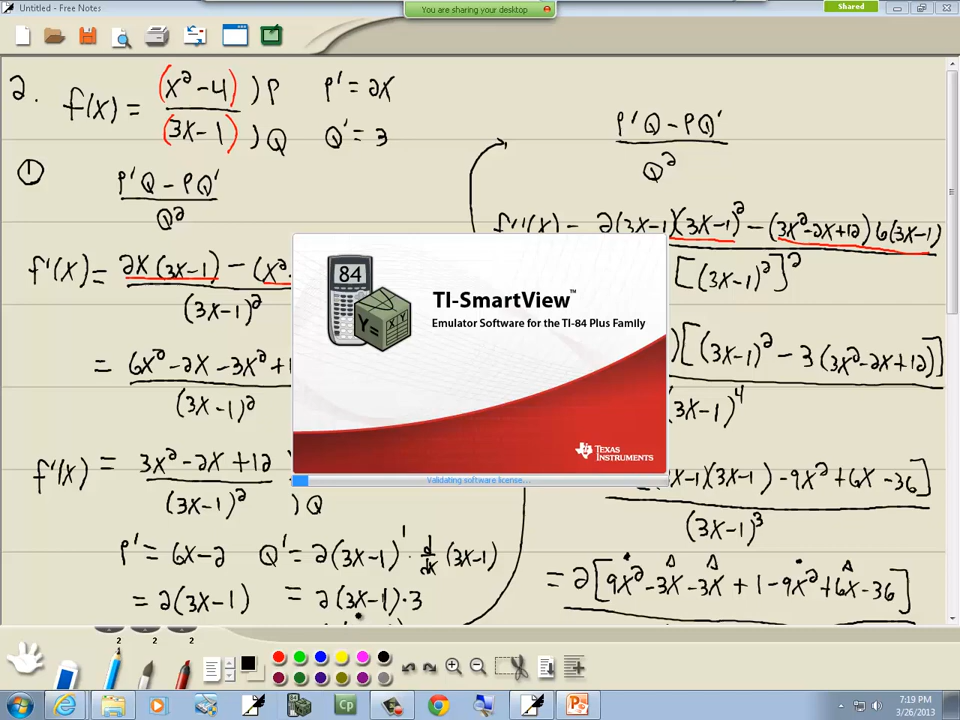 Untitled - Free Notes
You are sharing your desktop
Shared
2. f(x) = (x² - 4) ) P P' = 2x
(3x - 1) ) Q Q' = 3
① P'Q - PQ'
Q²
f'(x) = 2x (3x - 1) - (x²-
(3x - 1)²
= 6x² - 2x - 3x² + 1
(3x - 1)²
f'(x) = 3x² - 2x + 12
(3x - 1)² ) Q
P' = 6x - 2 Q' = 2(3x - 1)' · d/dx (3x - 1)
= 2(3x - 1) = 2(3x - 1) · 3
P'Q - PQ'
Q²
f''(x) = 2(3x - 1)(3x - 1)² - (3x² - 2x + 12) 6(3x - 1)
[(3x - 1)²]²
) [(3x - 1)² - 3(3x² - 2x + 12)]
(3x - 1)⁴
x - 1)(3x - 1) - 9x² + 6x - 36]
(3x - 1)³
= 2[9x² - 3x - 3x + 1 - 9x² + 6x - 36]
84
Y=
X Y
TI-SmartView™
Emulator Software for the TI-84 Plus Family
TEXAS
INSTRUMENTS
Validating software license...
2 2 2
Cp
7:19 PM
3/26/2013